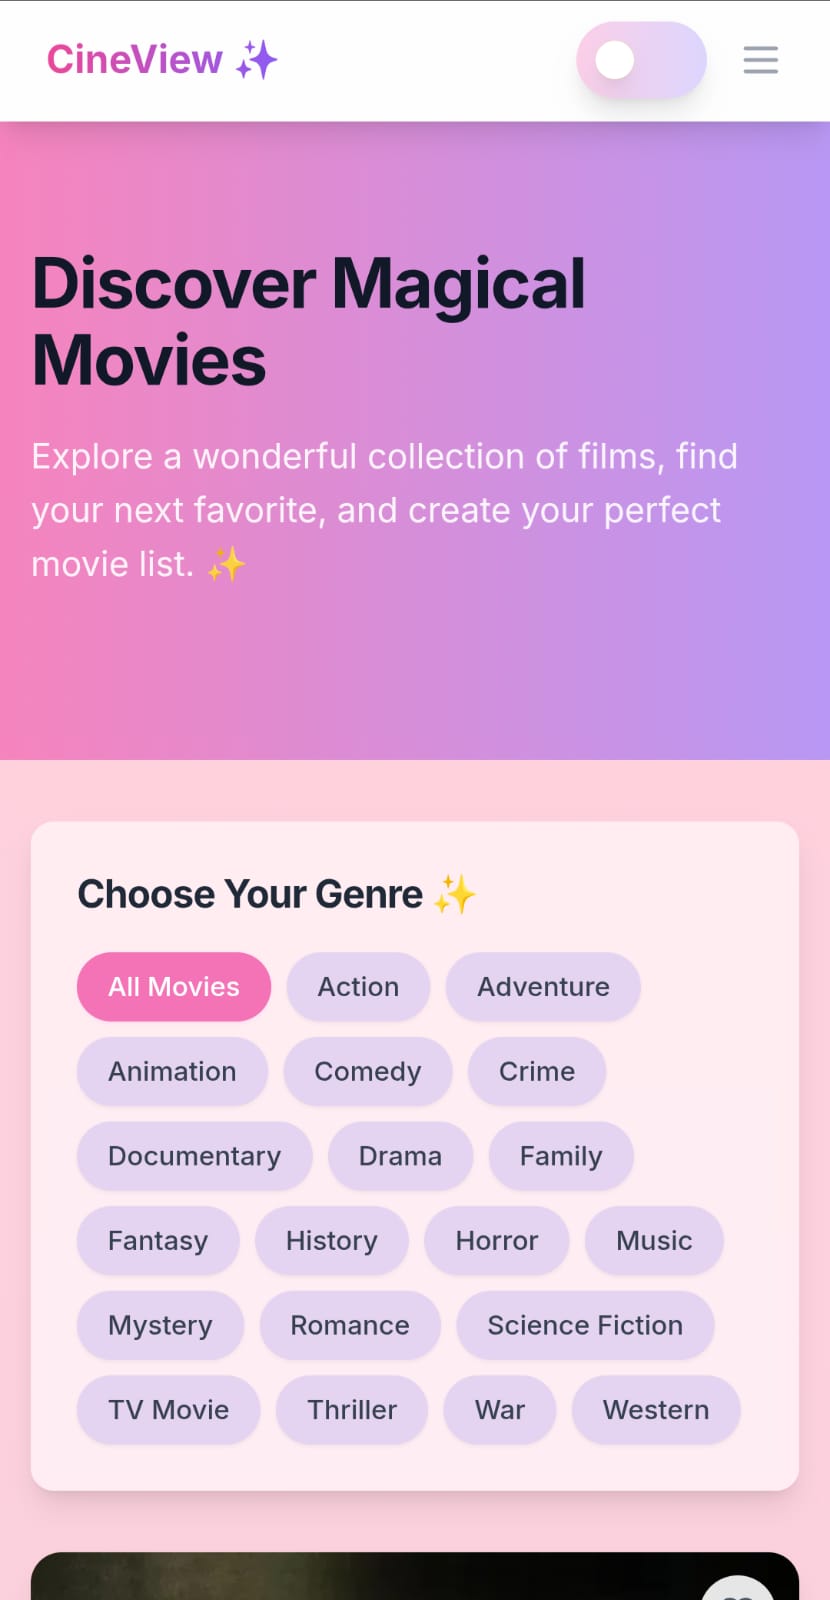 CineView ✨
Discover Magical
Movies
Explore a wonderful collection of films, find
your next favorite, and create your perfect
movie list. ✨
Choose Your Genre ✨
All Movies Action Adventure
Animation Comedy Crime
Documentary Drama Family
Fantasy History Horror Music
Mystery Romance Science Fiction
TV Movie Thriller War Western